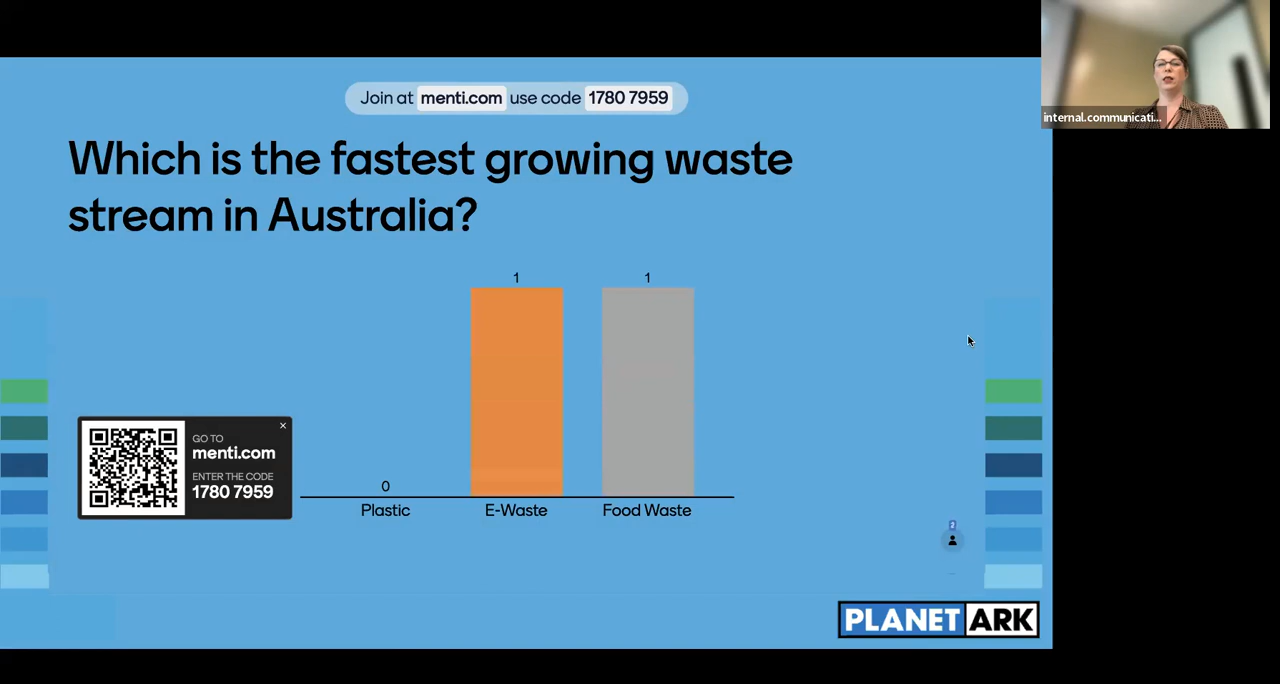 Join at menti.com use code 1780 7959
internal.communicati...
Which is the fastest growing waste
stream in Australia?
1
1
GO TO
menti.com
ENTER THE CODE
1780 7959
0
Plastic
E-Waste
Food Waste
2
PLANET ARK